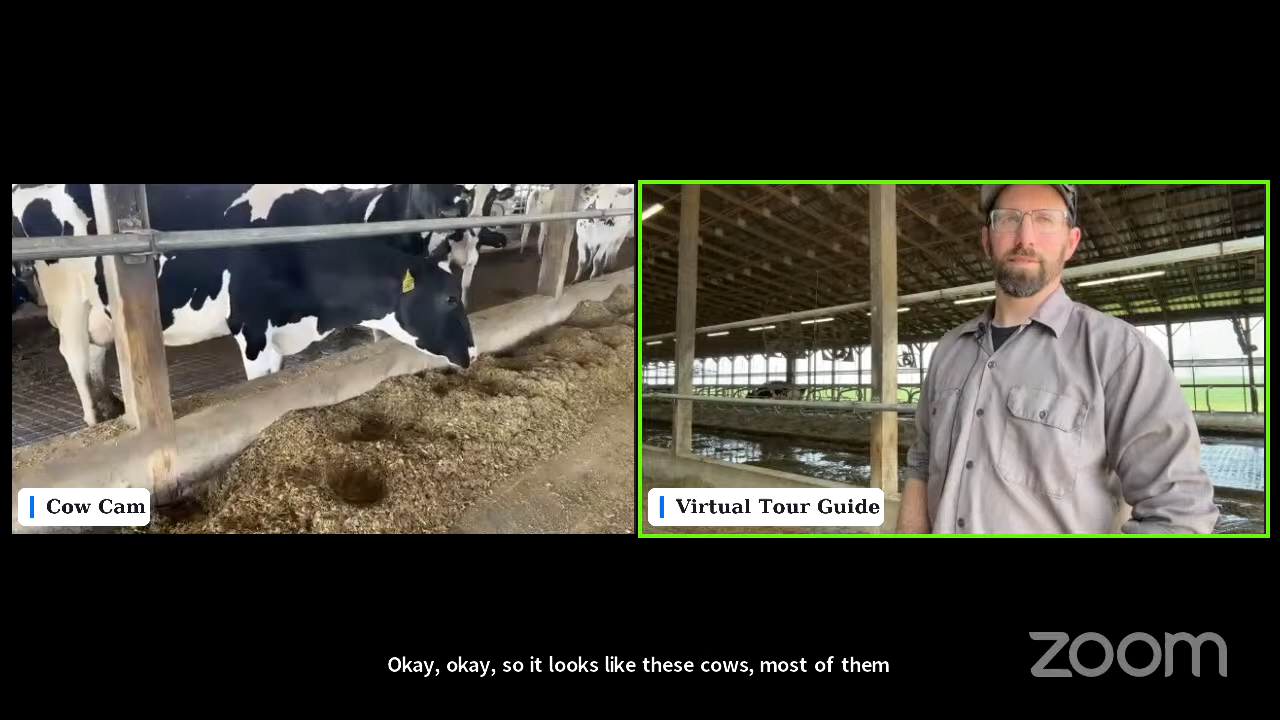 Cow Cam
Virtual Tour Guide
Okay, okay, so it looks like these cows, most of them
zoom